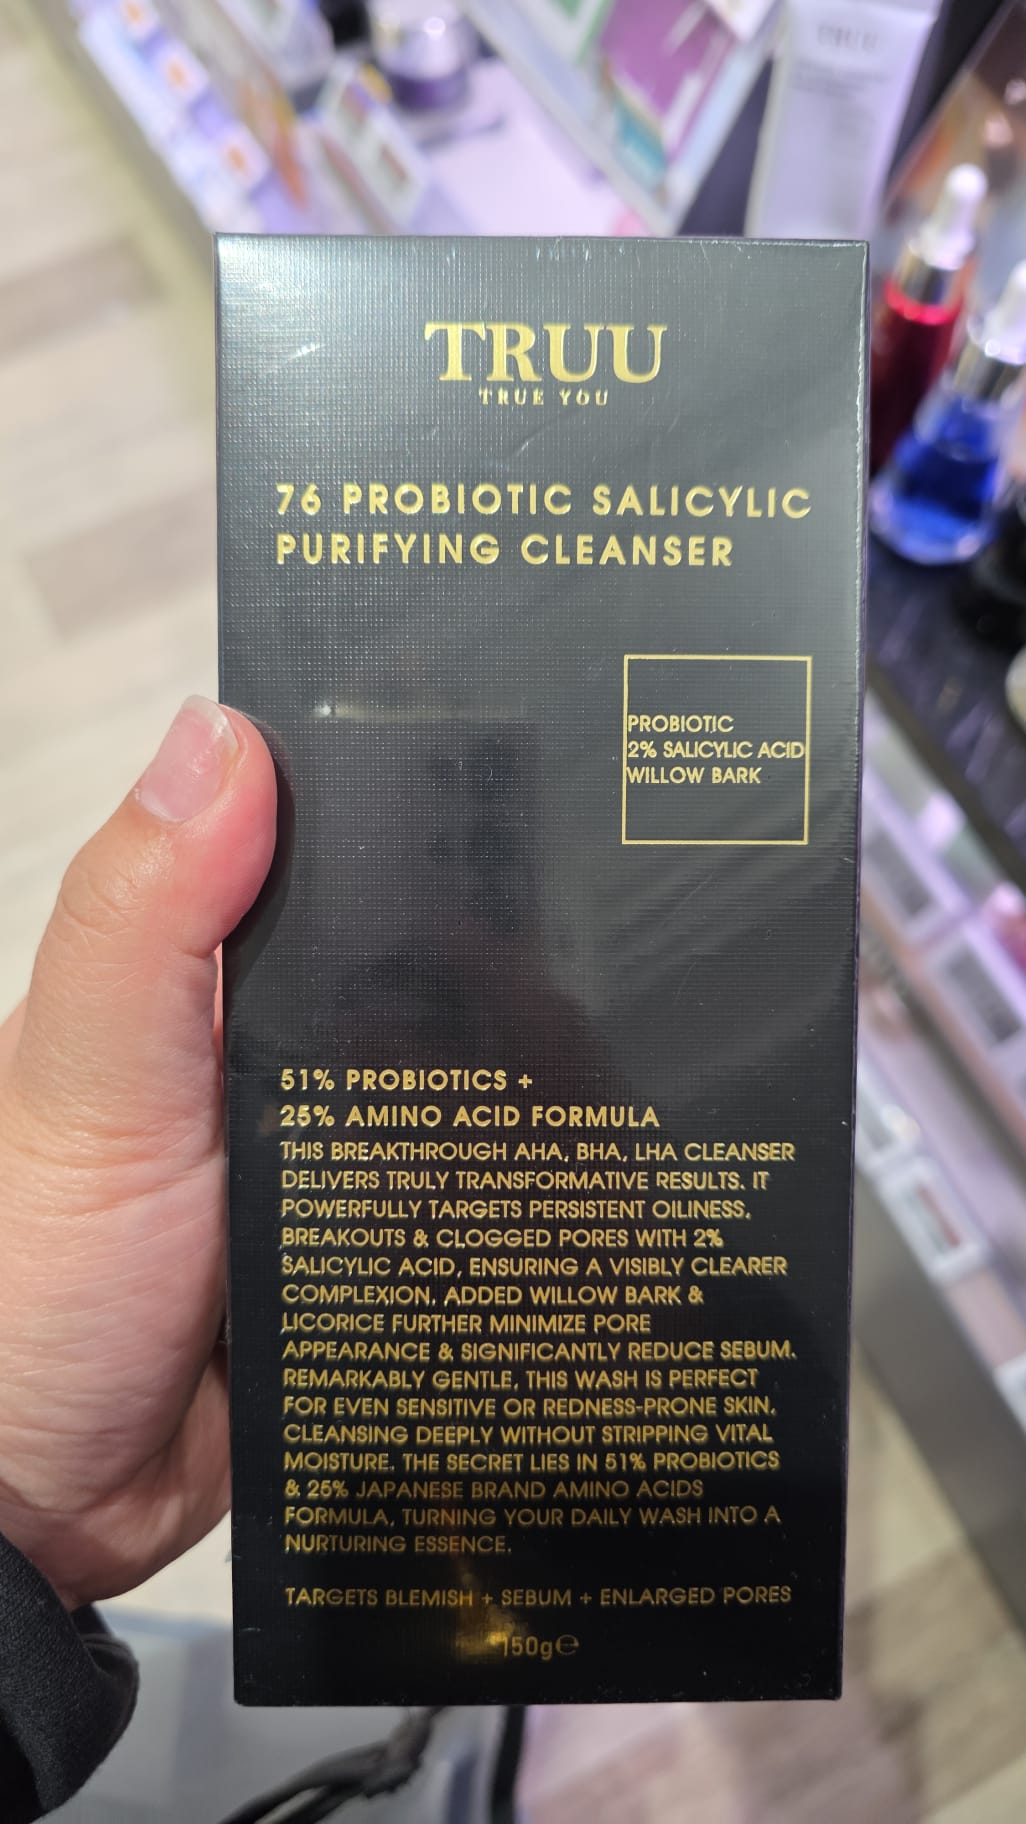 TRUU
TRUE YOU
76 PROBIOTIC SALICYLIC
PURIFYING CLEANSER
PROBIOTIC
2% SALICYLIC ACID
WILLOW BARK
51% PROBIOTICS +
25% AMINO ACID FORMULA
THIS BREAKTHROUGH AHA, BHA, LHA CLEANSER
DELIVERS TRULY TRANSFORMATIVE RESULTS. IT
POWERFULLY TARGETS PERSISTENT OILINESS,
BREAKOUTS & CLOGGED PORES WITH 2%
SALICYLIC ACID, ENSURING A VISIBLY CLEARER
COMPLEXION. ADDED WILLOW BARK &
LICORICE FURTHER MINIMIZE PORE
APPEARANCE & SIGNIFICANTLY REDUCE SEBUM.
REMARKABLY GENTLE, THIS WASH IS PERFECT
FOR EVEN SENSITIVE OR REDNESS-PRONE SKIN,
CLEANSING DEEPLY WITHOUT STRIPPING VITAL
MOISTURE. THE SECRET LIES IN 51% PROBIOTICS
& 25% JAPANESE BRAND AMINO ACIDS
FORMULA, TURNING YOUR DAILY WASH INTO A
NURTURING ESSENCE.
TARGETS BLEMISH + SEBUM + ENLARGED PORES
150g℮